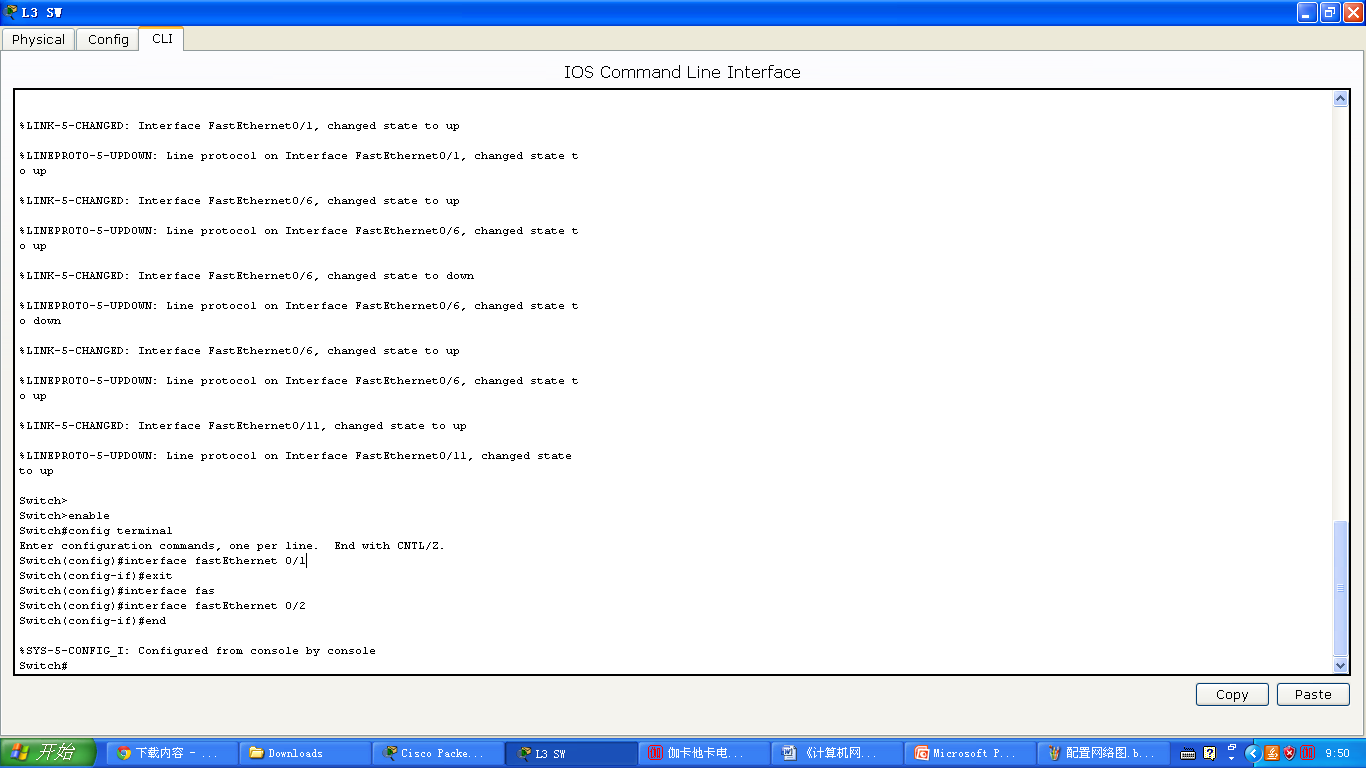 L3 SW
Physical
Config
CLI
IOS Command Line Interface
%LINK-5-CHANGED: Interface FastEthernet0/1, changed state to up
%LINEPROTO-5-UPDOWN: Line protocol on Interface FastEthernet0/1, changed state t
o up
%LINK-5-CHANGED: Interface FastEthernet0/6, changed state to up
%LINEPROTO-5-UPDOWN: Line protocol on Interface FastEthernet0/6, changed state t
o up
%LINK-5-CHANGED: Interface FastEthernet0/6, changed state to down
%LINEPROTO-5-UPDOWN: Line protocol on Interface FastEthernet0/6, changed state t
o down
%LINK-5-CHANGED: Interface FastEthernet0/6, changed state to up
%LINEPROTO-5-UPDOWN: Line protocol on Interface FastEthernet0/6, changed state t
o up
%LINK-5-CHANGED: Interface FastEthernet0/11, changed state to up
%LINEPROTO-5-UPDOWN: Line protocol on Interface FastEthernet0/11, changed state
to up
Switch>
Switch>enable
Switch#config terminal
Enter configuration commands, one per line.  End with CNTL/Z.
Switch(config)#interface fastEthernet 0/1
Switch(config-if)#exit
Switch(config)#interface fas
Switch(config)#interface fastEthernet 0/2
Switch(config-if)#end
%SYS-5-CONFIG_I: Configured from console by console
Switch#
Copy
Paste
开始
下载内容 - ...
Downloads
Cisco Packe...
L3 SW
伽卡他卡电...
《计算机网...
Microsoft P...
配置网络图.b...
9:50